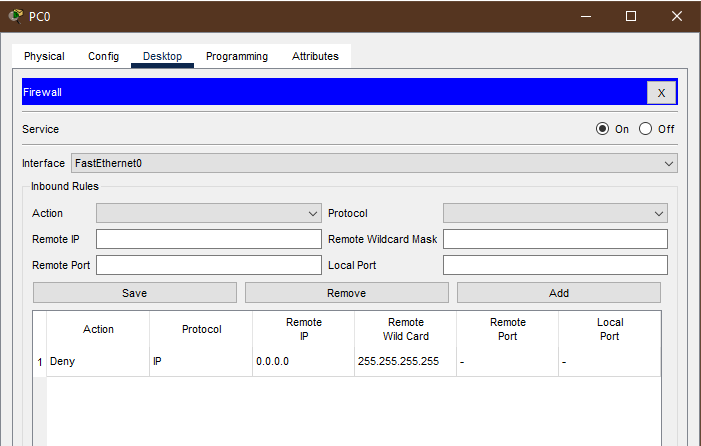 PC0
Physical Config Desktop Programming Attributes
Firewall X
Service On Off
Interface FastEthernet0
Inbound Rules
Action Protocol
Remote IP Remote Wildcard Mask
Remote Port Local Port
Save Remove Add
Action Protocol Remote IP Remote Wild Card Remote Port Local Port
1 Deny IP 0.0.0.0 255.255.255.255 - -